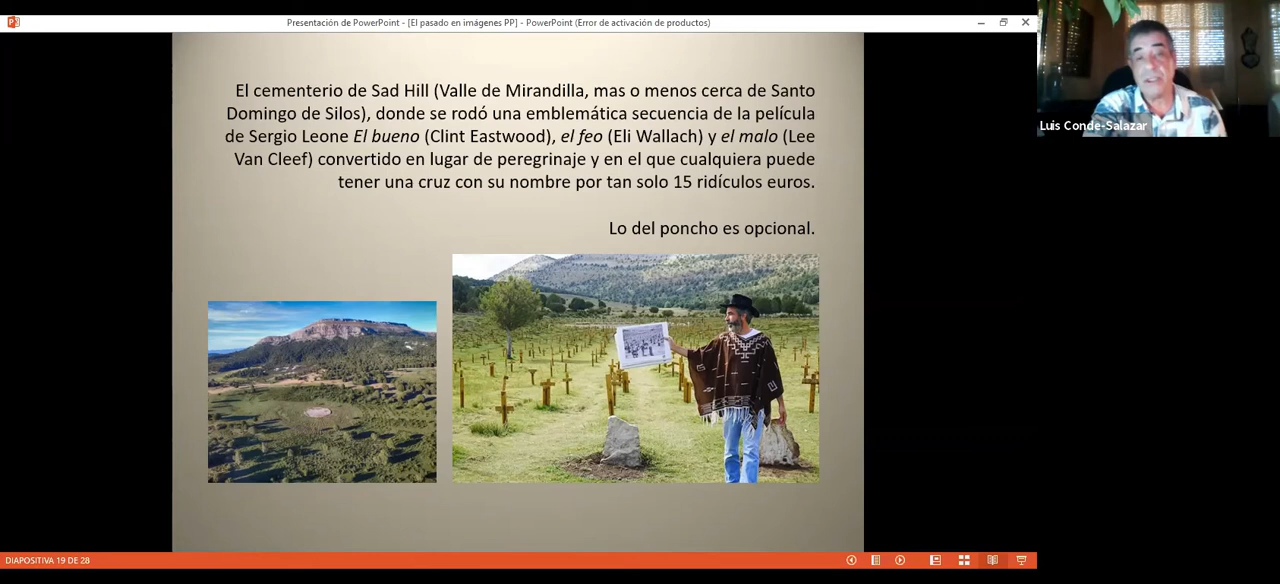 Presentación de PowerPoint - [El pasado en imágenes PP] - PowerPoint (Error de activación de productos)
El cementerio de Sad Hill (Valle de Mirandilla, mas o menos cerca de Santo
Domingo de Silos), donde se rodó una emblemática secuencia de la película
de Sergio Leone El bueno (Clint Eastwood), el feo (Eli Wallach) y el malo (Lee
Van Cleef) convertido en lugar de peregrinaje y en el que cualquiera puede
tener una cruz con su nombre por tan solo 15 ridículos euros.
Lo del poncho es opcional.
Luis Conde-Salazar
DIAPOSITIVA 19 DE 28